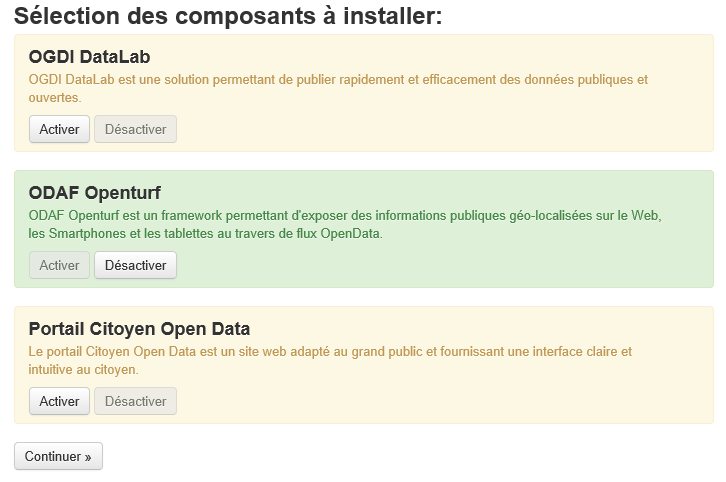 Sélection des composants à installer:
OGDI DataLab
OGDI DataLab est une solution permettant de publier rapidement et efficacement des données publiques et
ouvertes.
Activer Désactiver
ODAF Openturf
ODAF Openturf est un framework permettant d'exposer des informations publiques géo-localisées sur le Web,
les Smartphones et les tablettes au travers de flux OpenData.
Activer Désactiver
Portail Citoyen Open Data
Le portail Citoyen Open Data est un site web adapté au grand public et fournissant une interface claire et
intuitive au citoyen.
Activer Désactiver
Continuer »